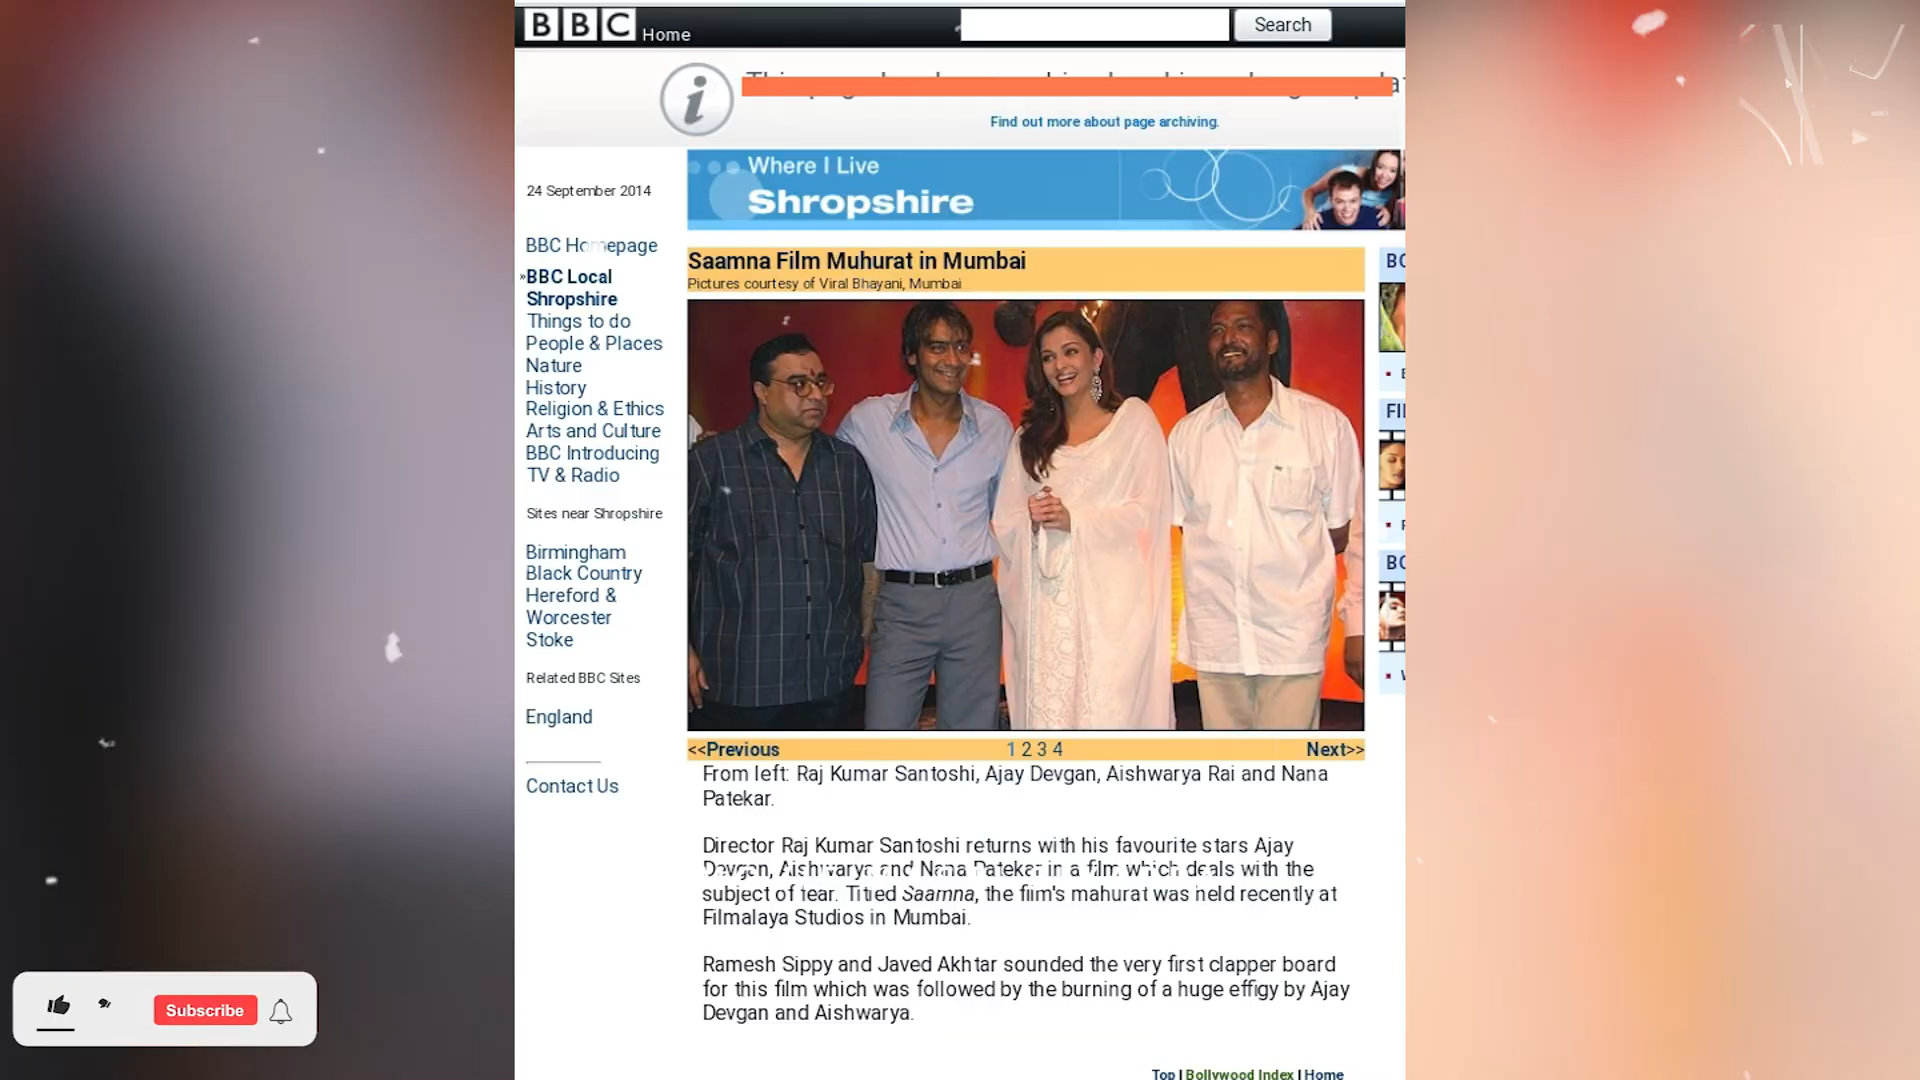 BBC Home
Search
Find out more about page archiving.
Where I Live
Shropshire
24 September 2014
BBC Homepage
»BBC Local
Shropshire
Things to do
People & Places
Nature
History
Religion & Ethics
Arts and Culture
BBC Introducing
TV & Radio
Sites near Shropshire
Birmingham
Black Country
Hereford &
Worcester
Stoke
Related BBC Sites
England
Contact Us
Saamna Film Muhurat in Mumbai
Pictures courtesy of Viral Bhayani, Mumbai
<<Previous 1 2 3 4 Next>>
From left: Raj Kumar Santoshi, Ajay Devgan, Aishwarya Rai and Nana
Patekar.
Director Raj Kumar Santoshi returns with his favourite stars Ajay
Devgan, Aishwarya and Nana Patekar in a film which deals with the
subject of fear. Titled Saamna, the film's mahurat was held recently at
Filmalaya Studios in Mumbai.
Ramesh Sippy and Javed Akhtar sounded the very first clapper board
for this film which was followed by the burning of a huge effigy by Ajay
Devgan and Aishwarya.
Top | Bollywood Index | Home
Subscribe